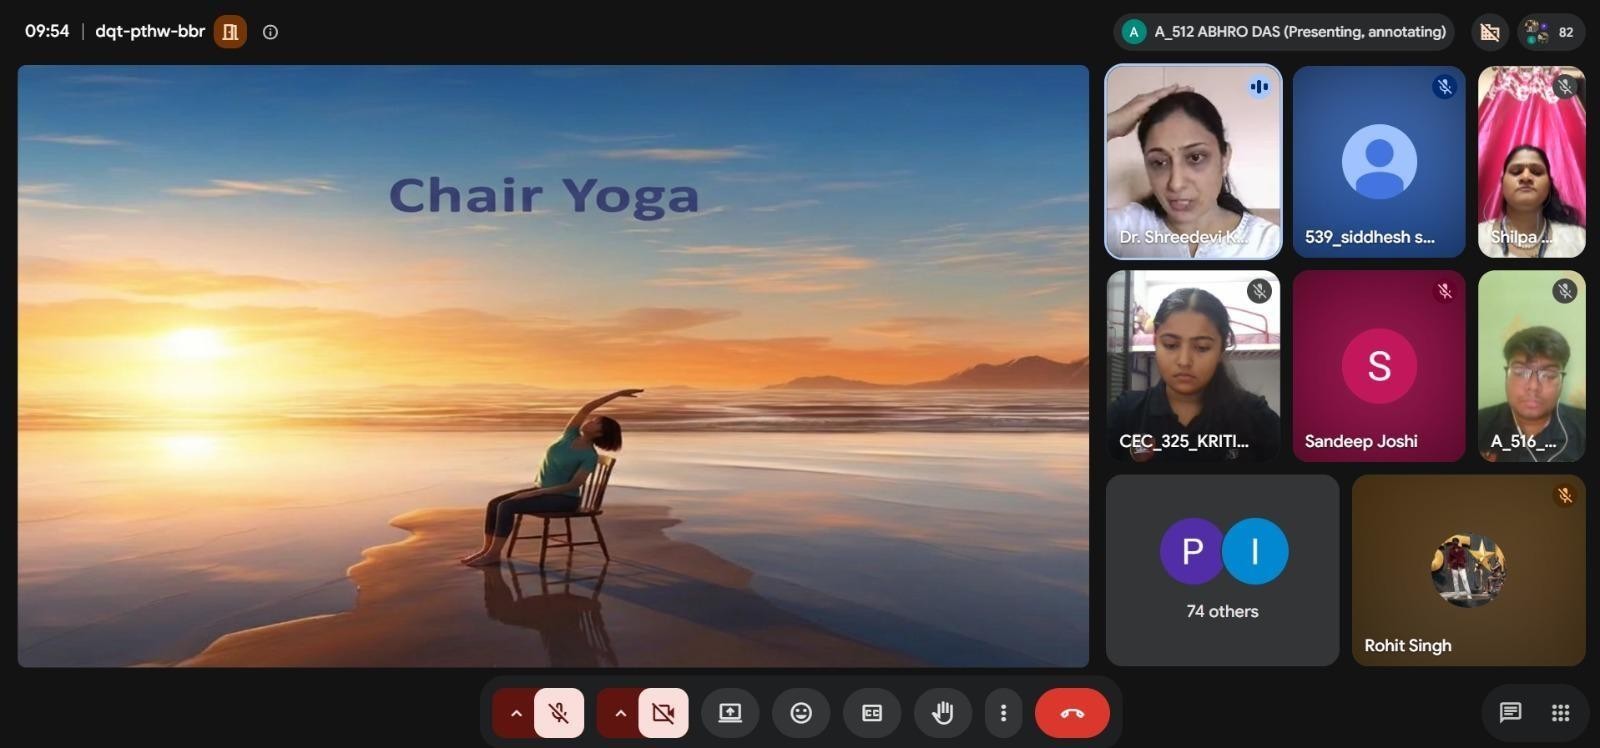 09:54 | dqt-pthw-bbr
A A_512 ABHRO DAS (Presenting, annotating)
82
Chair Yoga
Dr. Shreedevi K...
539_siddhesh s...
Shilpa ...
CEC_325_KRITI...
S
Sandeep Joshi
A_516_...
P I
74 others
Rohit Singh
CC